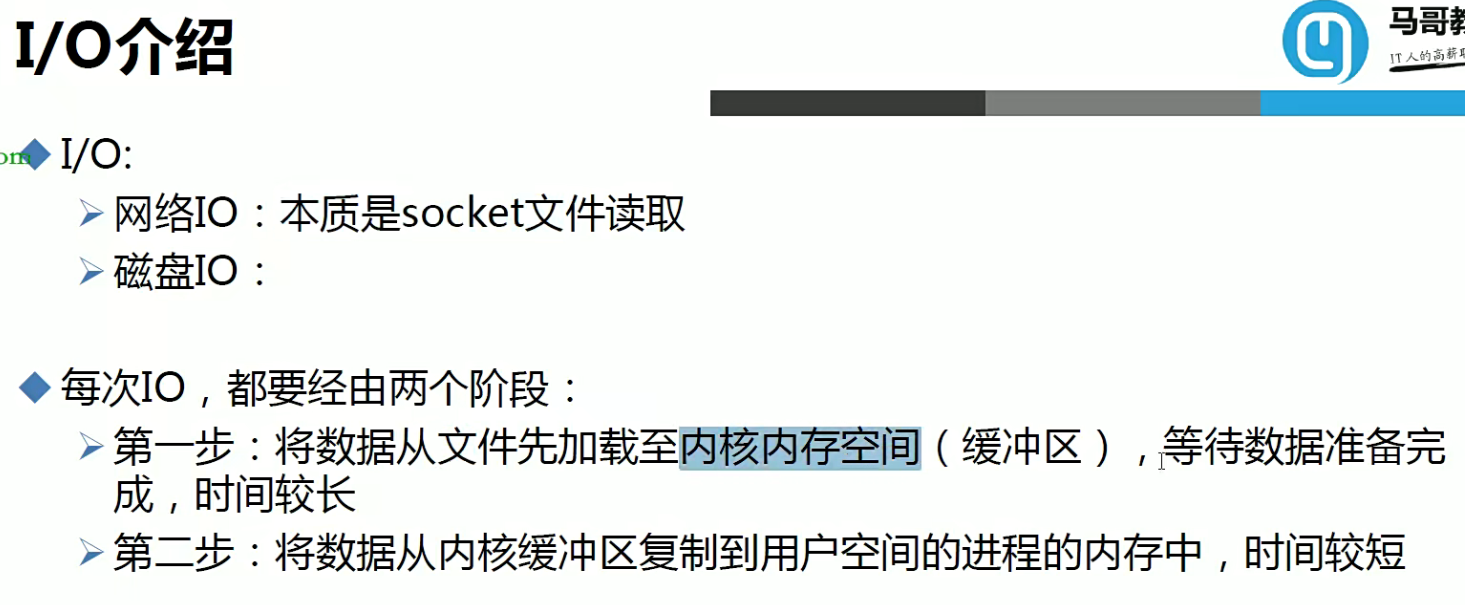 I/O介绍
马哥教
IT人的高薪职
om
I/O:
网络IO：本质是socket文件读取
磁盘IO：
每次IO，都要经由两个阶段：
第一步：将数据从文件先加载至内核内存空间（缓冲区），等待数据准备完
成，时间较长
第二步：将数据从内核缓冲区复制到用户空间的进程的内存中，时间较短